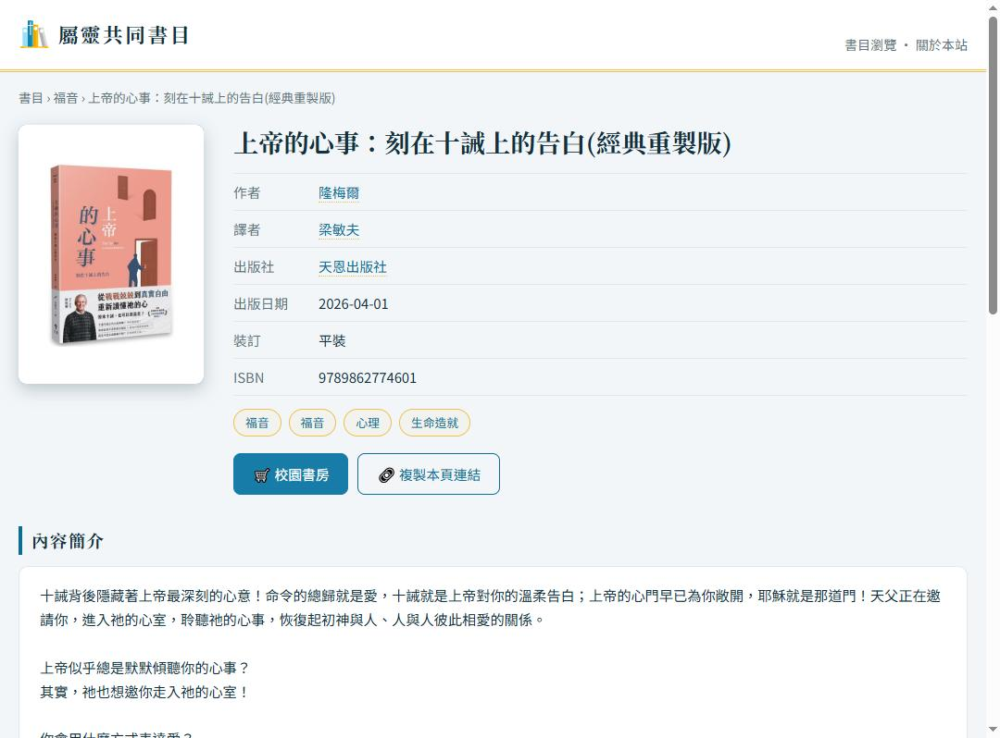 屬靈共同書目
書目瀏覽 • 關於本站
書目 › 福音 › 上帝的心事：刻在十誡上的告白(經典重製版)
上帝
的心事
刻在十誡上的告白
從戰戰兢兢到真實自由
重新讀懂祂的心
上帝的心事：刻在十誡上的告白(經典重製版)
作者 隆梅爾
譯者 梁敏夫
出版社 天恩出版社
出版日期 2026-04-01
裝訂 平裝
ISBN 9789862774601
福音 福音 心理 生命造就
校園書房 複製本頁連結
內容簡介
十誡背後隱藏著上帝最深刻的心意！命令的總歸就是愛，十誡就是上帝對你的溫柔告白；上帝的心門早已為你敞開，耶穌就是那道門！天父正在邀
請你，進入祂的心室，聆聽祂的心事，恢復起初神與人、人與人彼此相愛的關係。
上帝似乎總是默默傾聽你的心事？
其實，祂也想邀你走入祂的心室！
你會用什麼方式表達愛？